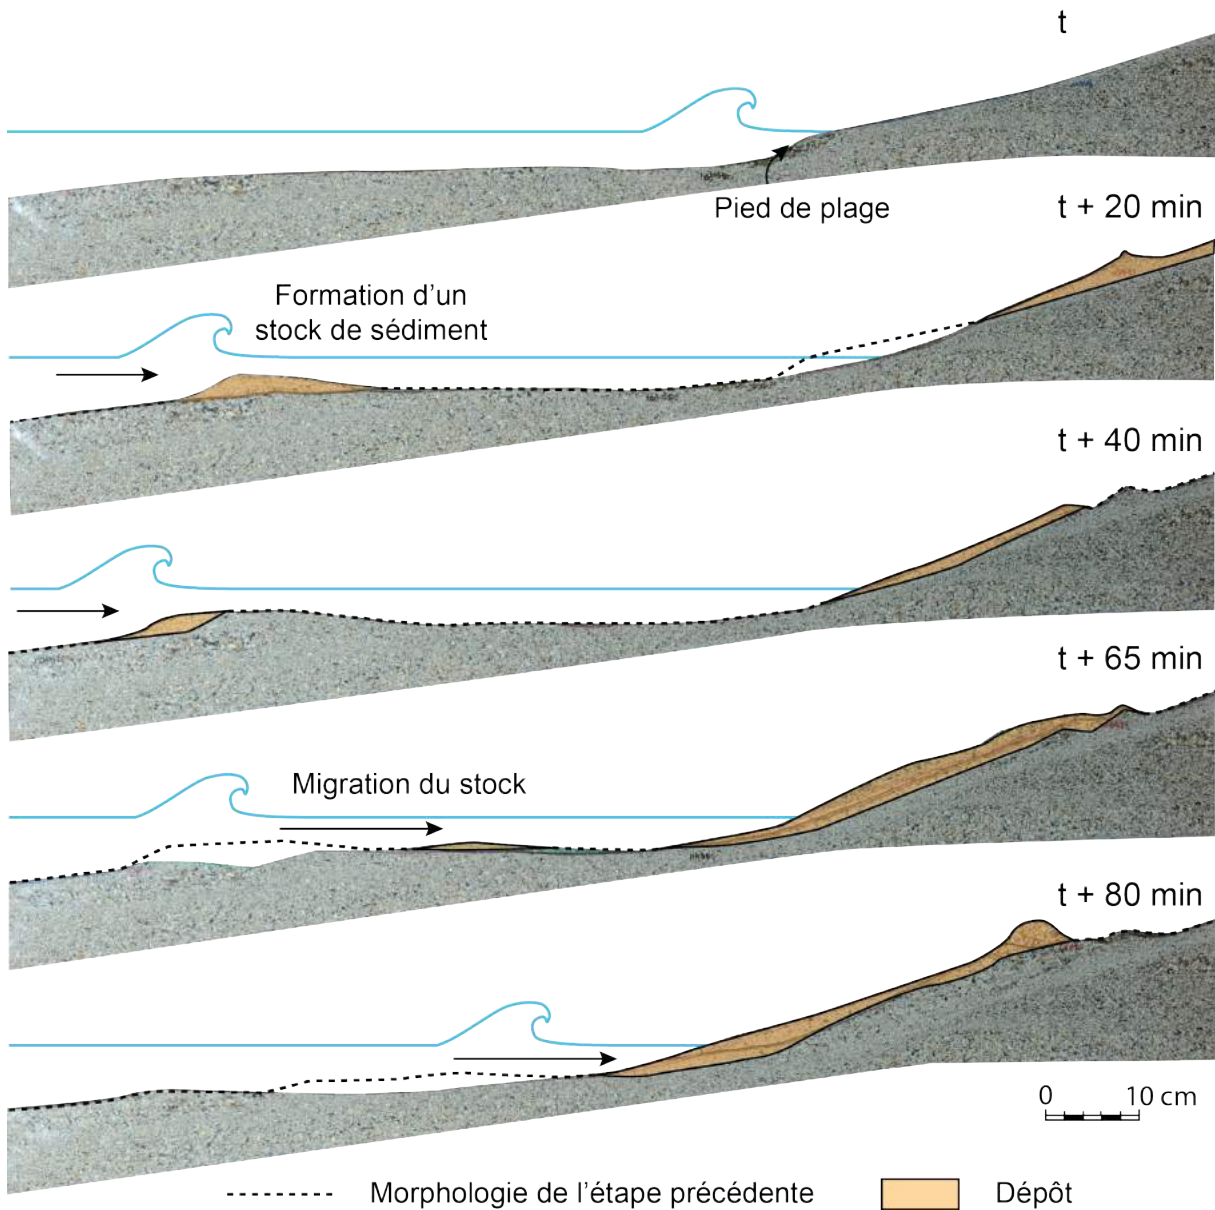 t
Pied de plage
t + 20 min
Formation d'un
stock de sédiment
t + 40 min
t + 65 min
Migration du stock
t + 80 min
0 10 cm
Morphologie de l'étape précédente
Dépôt